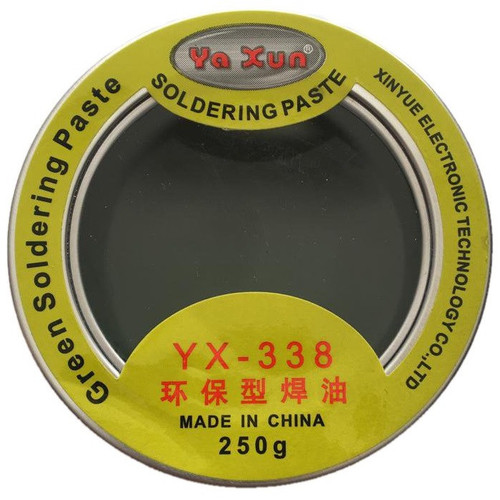 Ya Xun®
SOLDERING PASTE
Green Soldering Paste
XINYUE ELECTRONIC TECHNOLOGY CO.,LTD
YX-338
环保型焊油
MADE IN CHINA
250g